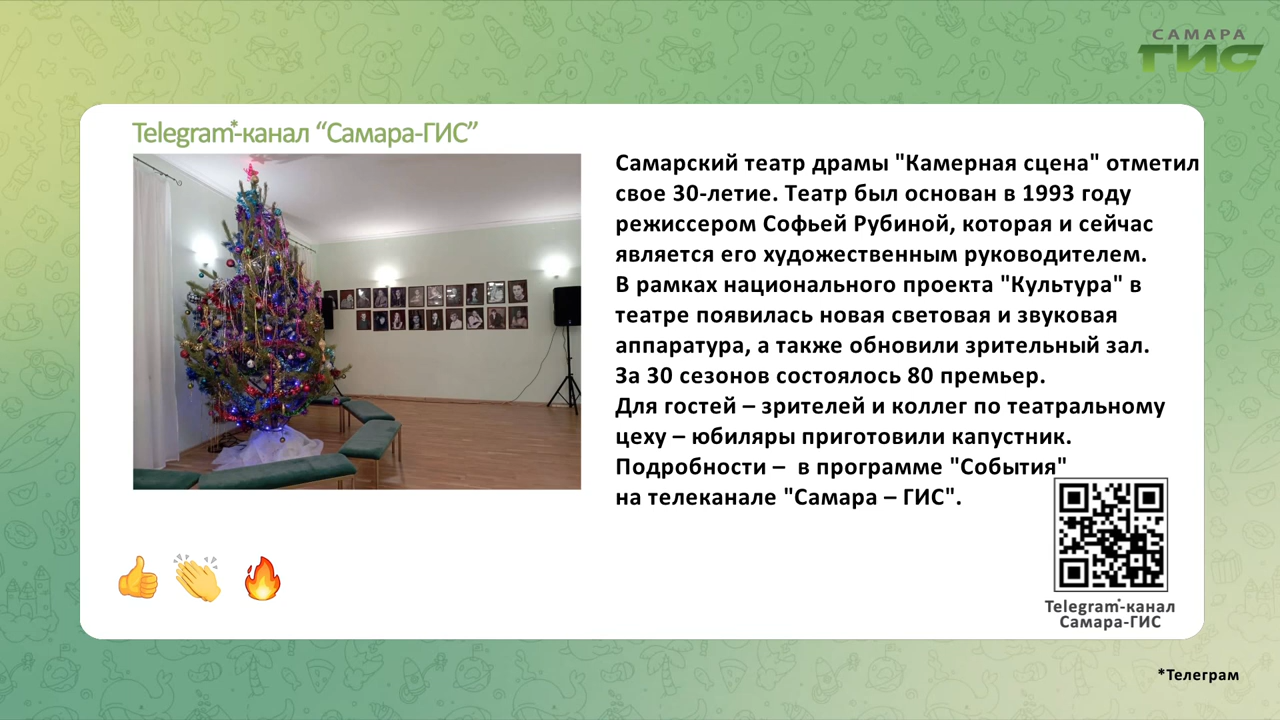 САМАРА
ГИС
Telegram*-канал “Самара-ГИС”
Самарский театр драмы "Камерная сцена" отметил
свое 30-летие. Театр был основан в 1993 году
режиссером Софьей Рубиной, которая и сейчас
является его художественным руководителем.
В рамках национального проекта "Культура" в
театре появилась новая световая и звуковая
аппаратура, а также обновили зрительный зал.
За 30 сезонов состоялось 80 премьер.
Для гостей – зрителей и коллег по театральному
цеху – юбиляры приготовили капустник.
Подробности –  в программе "События"
на телеканале "Самара – ГИС".
Telegram*-канал
Самара-ГИС
*Телеграм